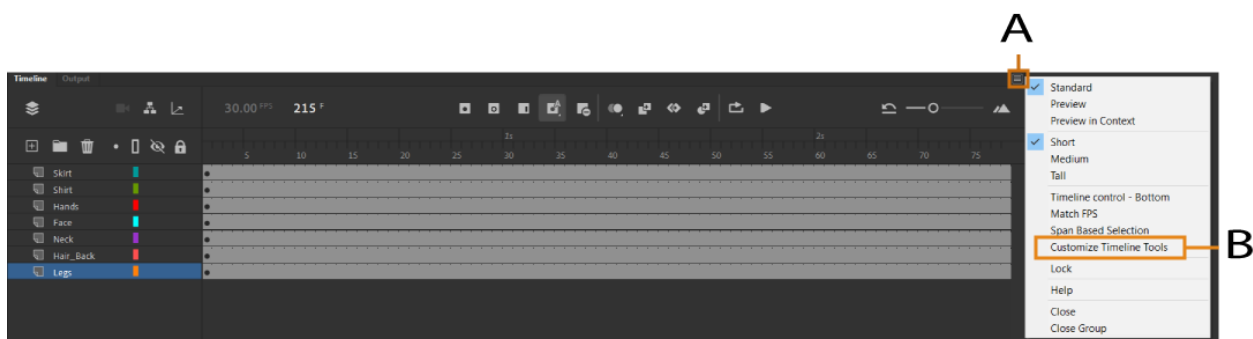 A
Timeline Output
30.00 FPS 215 F
2s 2s
5 10 15 20 25 30 35 40 45 50 55 60 65 70 75
Skirt
Shirt
Hands
Face
Neck
Hair_Back
Legs
Standard
Preview
Preview in Context
Short
Medium
Tall
Timeline control - Bottom
Match FPS
Span Based Selection
Customize Timeline Tools
B
Lock
Help
Close
Close Group